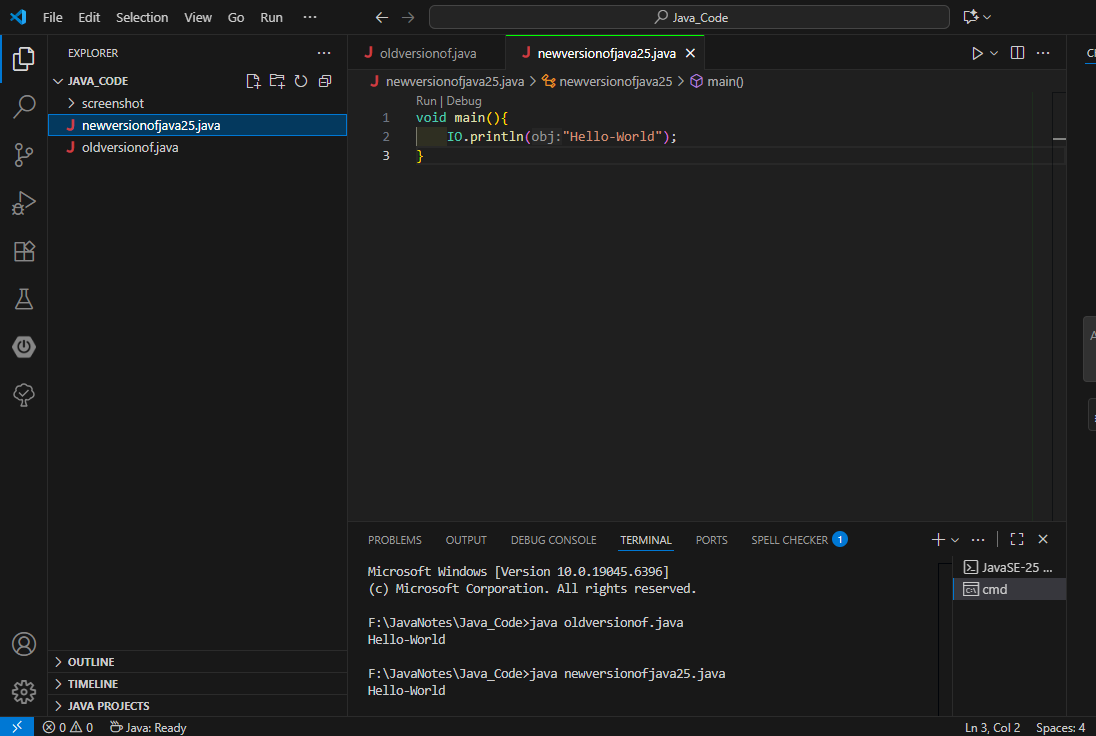 File Edit Selection View Go Run ···
Java_Code
EXPLORER
JAVA_CODE
screenshot
J newversionofjava25.java
J oldversionof.java
J oldversionof.java
J newversionofjava25.java
J newversionofjava25.java > newversionofjava25 > main()
Run | Debug
1 void main(){
2 IO.println(obj:"Hello-World");
3 }
PROBLEMS OUTPUT DEBUG CONSOLE TERMINAL PORTS SPELL CHECKER 1
Microsoft Windows [Version 10.0.19045.6396]
(c) Microsoft Corporation. All rights reserved.
F:\JavaNotes\Java_Code>java oldversionof.java
Hello-World
F:\JavaNotes\Java_Code>java newversionofjava25.java
Hello-World
JavaSE-25 ...
cmd
OUTLINE
TIMELINE
JAVA PROJECTS
0 0 Java: Ready
Ln 3, Col 2 Spaces: 4